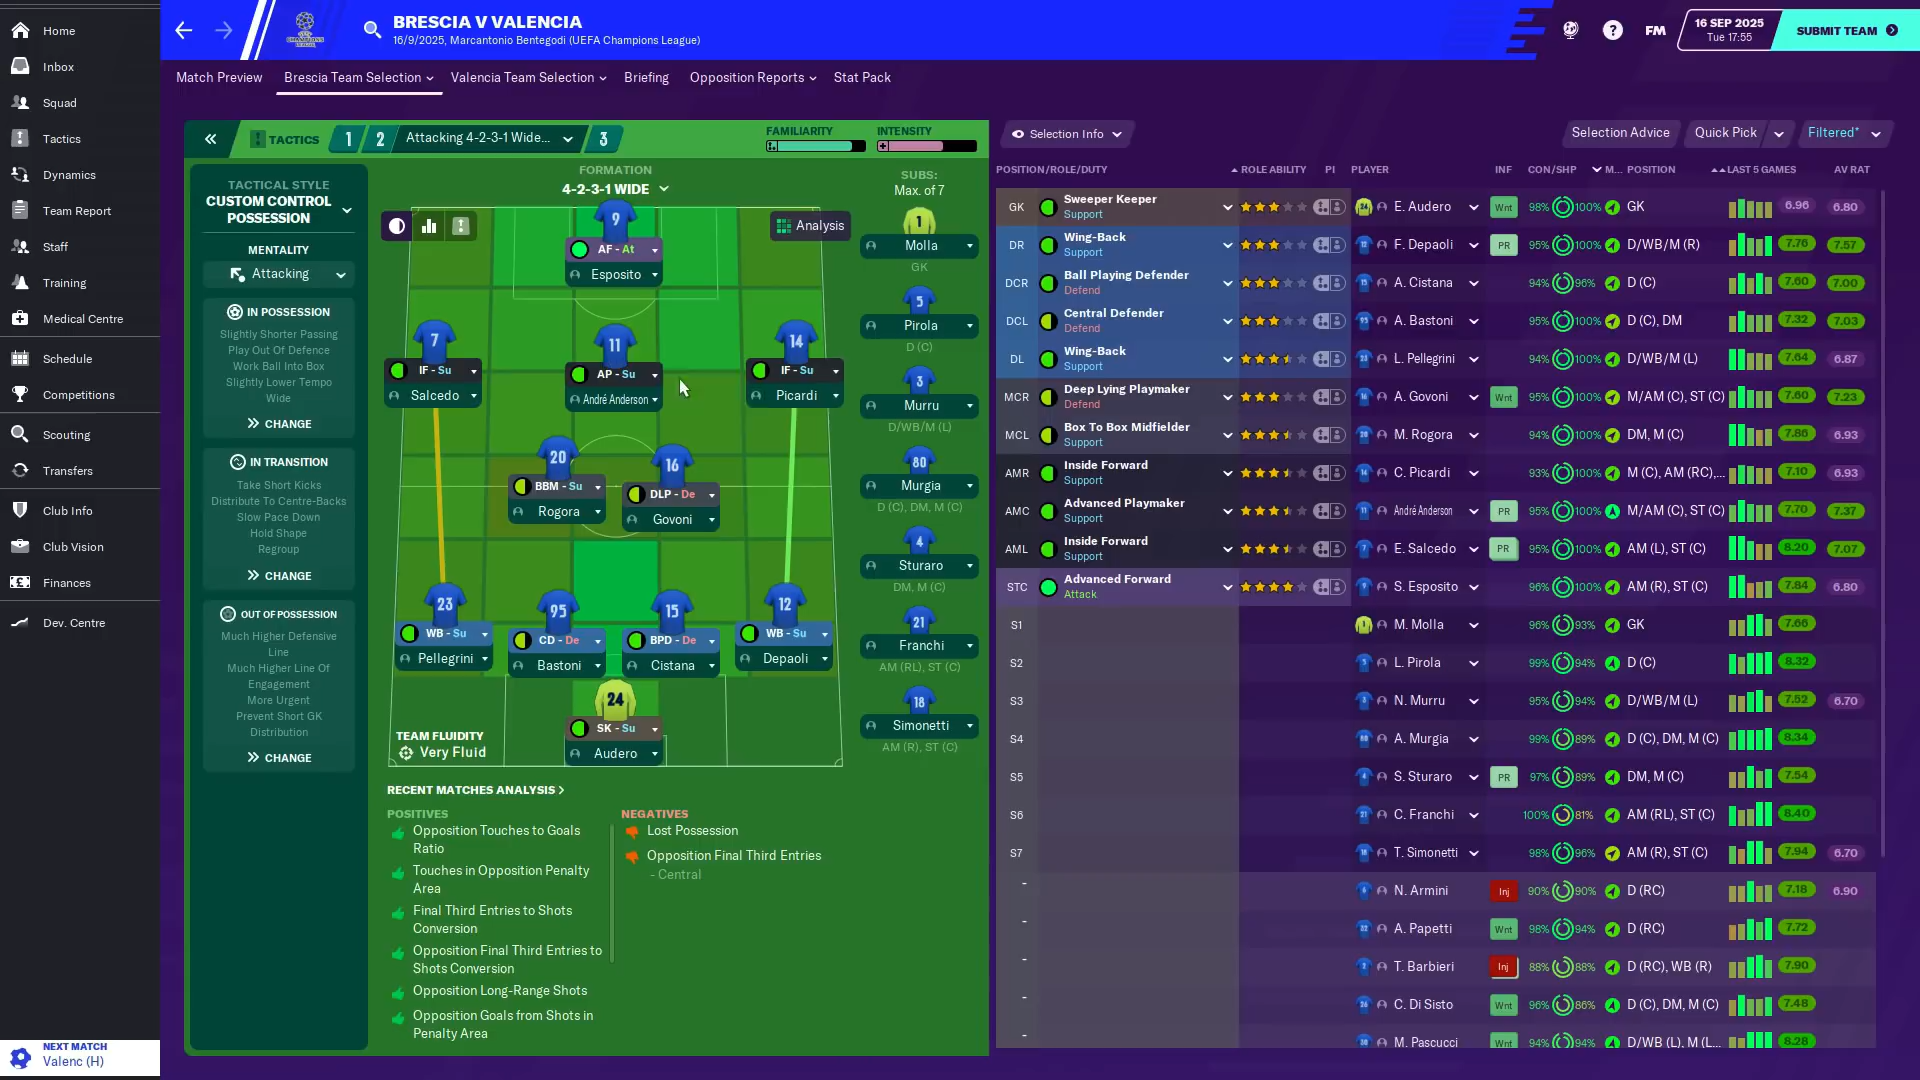 Home
Inbox
Squad
Tactics
Dynamics
Team Report
Staff
Training
Medical Centre
Schedule
Competitions
Scouting
Transfers
Club Info
Club Vision
Finances
Dev. Centre
NEXT MATCH
Valenc (H)
BRESCIA V VALENCIA
16/9/2025, Marcantonio Bentegodi (UEFA Champions League)
FM
16 SEP 2025
Tue 17:55
SUBMIT TEAM
Match Preview
Brescia Team Selection
Valencia Team Selection
Briefing
Opposition Reports
Stat Pack
TACTICS
1
2
Attacking 4-2-3-1 Wide...
3
FAMILIARITY
INTENSITY
TACTICAL STYLE
CUSTOM CONTROL
POSSESSION
MENTALITY
Attacking
IN POSSESSION
Slightly Shorter Passing
Play Out Of Defence
Work Ball Into Box
Slightly Lower Tempo
Wide
CHANGE
IN TRANSITION
Take Short Kicks
Distribute To Centre-Backs
Slow Pace Down
Hold Shape
Regroup
CHANGE
OUT OF POSSESSION
Much Higher Defensive
Line
Much Higher Line Of
Engagement
More Urgent
Prevent Short GK
Distribution
CHANGE
FORMATION
4-2-3-1 WIDE
Analysis
9
AF - At
Esposito
7
IF - Su
Salcedo
11
AP - Su
André Anderson
14
IF - Su
Picardi
20
BBM - Su
Rogora
16
DLP - De
Govoni
23
WB - Su
Pellegrini
95
CD - De
Bastoni
15
BPD - De
Cistana
12
WB - Su
Depaoli
24
SK - Su
Audero
TEAM FLUIDITY
Very Fluid
SUBS:
Max. of 7
1
Molla
GK
5
Pirola
D (C)
3
Murru
D/WB/M (L)
80
Murgia
D (C), DM, M (C)
4
Sturaro
DM, M (C)
21
Franchi
AM (RL), ST (C)
18
Simonetti
AM (R), ST (C)
RECENT MATCHES ANALYSIS >
POSITIVES
Opposition Touches to Goals
Ratio
Touches in Opposition Penalty
Area
Final Third Entries to Shots
Conversion
Opposition Final Third Entries to
Shots Conversion
Opposition Long-Range Shots
Opposition Goals from Shots in
Penalty Area
NEGATIVES
Lost Possession
Opposition Final Third Entries
- Central
Selection Info
Selection Advice
Quick Pick
Filtered*
POSITION/ROLE/DUTY ROLE ABILITY PI PLAYER INF CON/SHP M... POSITION LAST 5 GAMES AV RAT
GK Sweeper Keeper Support E. Audero Wnt 98% 100% GK 6.96 6.80
DR Wing-Back Support F. Depaoli PR 95% 100% D/WB/M (R) 7.76 7.57
DCR Ball Playing Defender Defend A. Cistana 94% 96% D (C) 7.60 7.00
DCL Central Defender Defend A. Bastoni 95% 100% D (C), DM 7.32 7.03
DL Wing-Back Support L. Pellegrini 94% 100% D/WB/M (L) 7.64 6.87
MCR Deep Lying Playmaker Defend A. Govoni Wnt 95% 100% M/AM (C), ST (C) 7.60 7.23
MCL Box To Box Midfielder Support M. Rogora 94% 100% DM, M (C) 7.86 6.93
AMR Inside Forward Support C. Picardi 93% 100% M (C), AM (RC),... 7.10 6.93
AMC Advanced Playmaker Support André Anderson PR 95% 100% M/AM (C), ST (C) 7.70 7.37
AML Inside Forward Support E. Salcedo PR 95% 100% AM (L), ST (C) 8.20 7.07
STC Advanced Forward Attack S. Esposito 96% 100% AM (R), ST (C) 7.84 6.80
S1 M. Molla 96% 93% GK 7.66
S2 L. Pirola 99% 94% D (C) 8.32
S3 N. Murru 95% 94% D/WB/M (L) 7.52 6.70
S4 A. Murgia 99% 89% D (C), DM, M (C) 8.34
S5 S. Sturaro PR 97% 89% DM, M (C) 7.54
S6 C. Franchi 100% 81% AM (RL), ST (C) 8.40
S7 T. Simonetti 98% 96% AM (R), ST (C) 7.94 6.70
- N. Armini Inj 90% 90% D (RC) 7.18 6.90
- A. Papetti Wnt 98% 94% D (RC) 7.72
- T. Barbieri Inj 88% 88% D (RC), WB (R) 7.90
- C. Di Sisto Wnt 96% 86% D (C), DM, M (C) 7.48
- M. Pascucci Wnt 94% 94% D/WB (L), M (L... 8.28